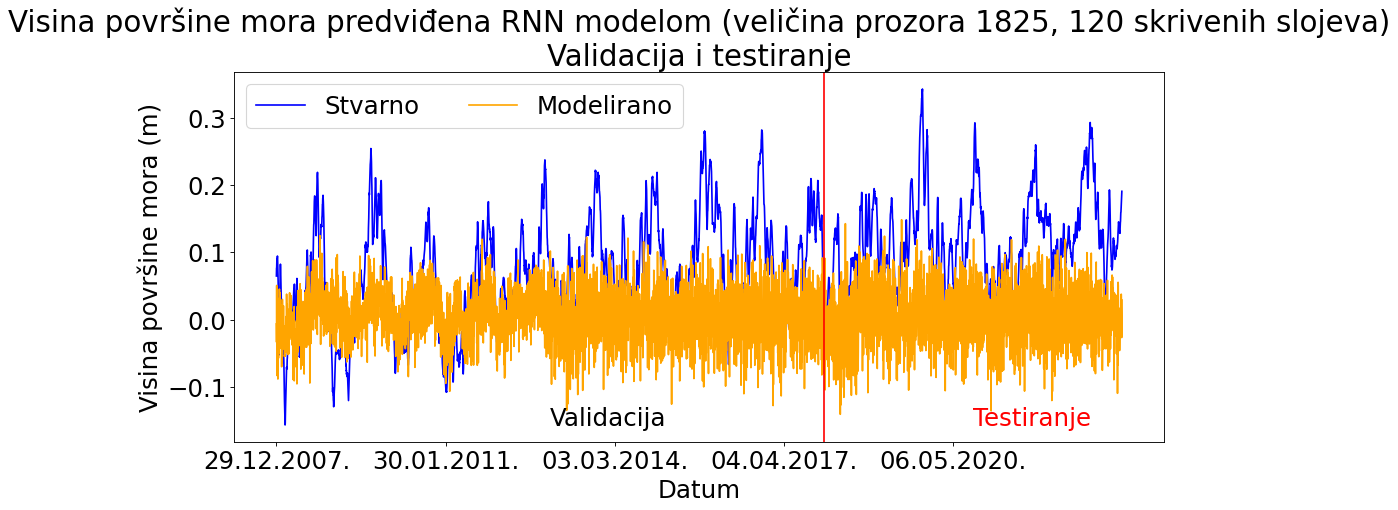 Visina površine mora predviđena RNN modelom (veličina prozora 1825, 120 skrivenih slojeva)
Validacija i testiranje
Stvarno
Modelirano
Visina površine mora (m)
0.3
0.2
0.1
0.0
−0.1
Validacija
Testiranje
29.12.2007.
30.01.2011.
03.03.2014.
04.04.2017.
06.05.2020.
Datum